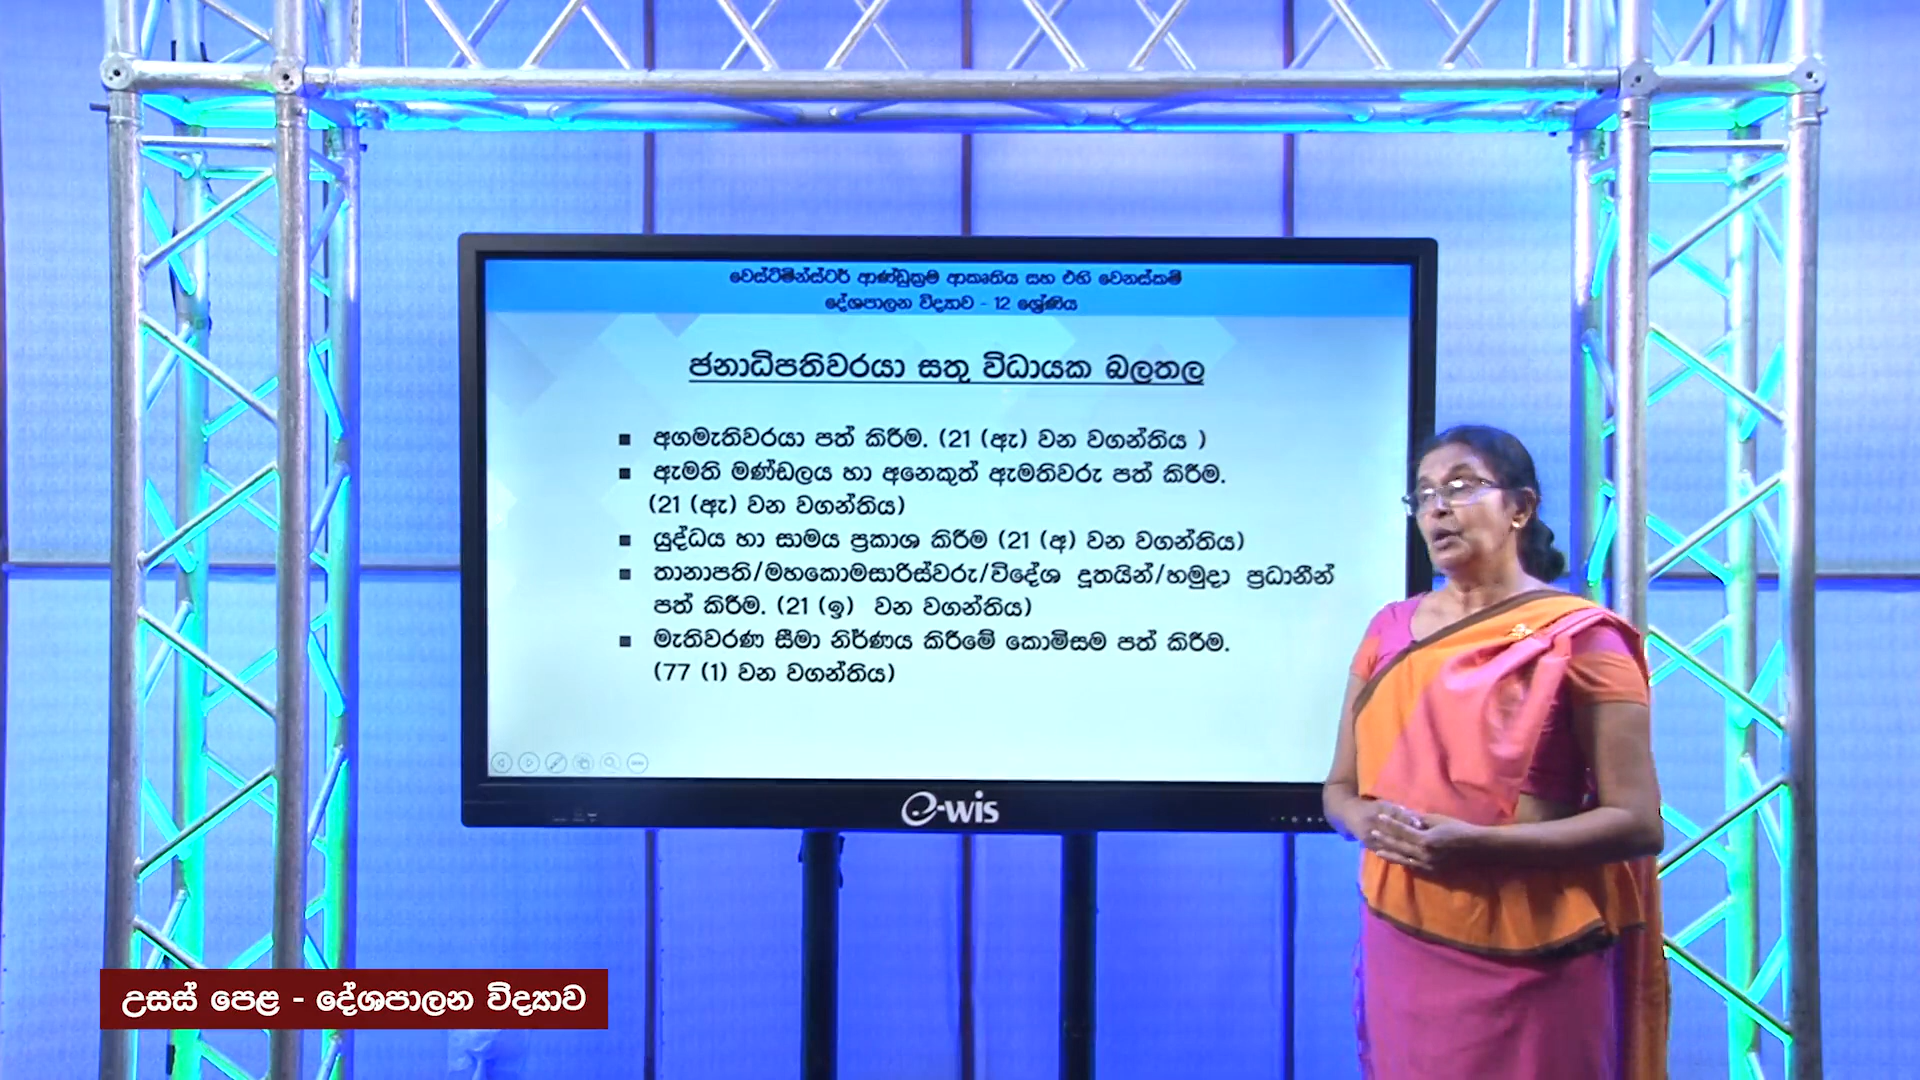 වෙස්ට්මින්ස්ටර් ආණ්ඩුක්‍රම ආකෘතිය සහ එහි වෙනස්කම්
දේශපාලන විද්‍යාව - 12 ශ්‍රේණිය
ජනාධිපතිවරයා සතු විධායක බලතල
▪ අගමැතිවරයා පත් කිරීම. (21 (ඇ) වන වගන්තිය )
▪ ඇමති මණ්ඩලය හා අනෙකුත් ඇමතිවරු පත් කිරීම.
(21 (ඇ) වන වගන්තිය)
▪ යුද්ධය හා සාමය ප්‍රකාශ කිරීම (21 (අ) වන වගන්තිය)
▪ තානාපති/මහකොමසාරිස්වරු/විදේශ දූතයින්/හමුදා ප්‍රධානීන්
පත් කිරීම. (21 (ඉ) වන වගන්තිය)
▪ මැතිවරණ සීමා නිර්ණය කිරීමේ කොමිසම පත් කිරීම.
(77 (1) වන වගන්තිය)
e-wis
උසස් පෙළ - දේශපාලන විද්‍යාව